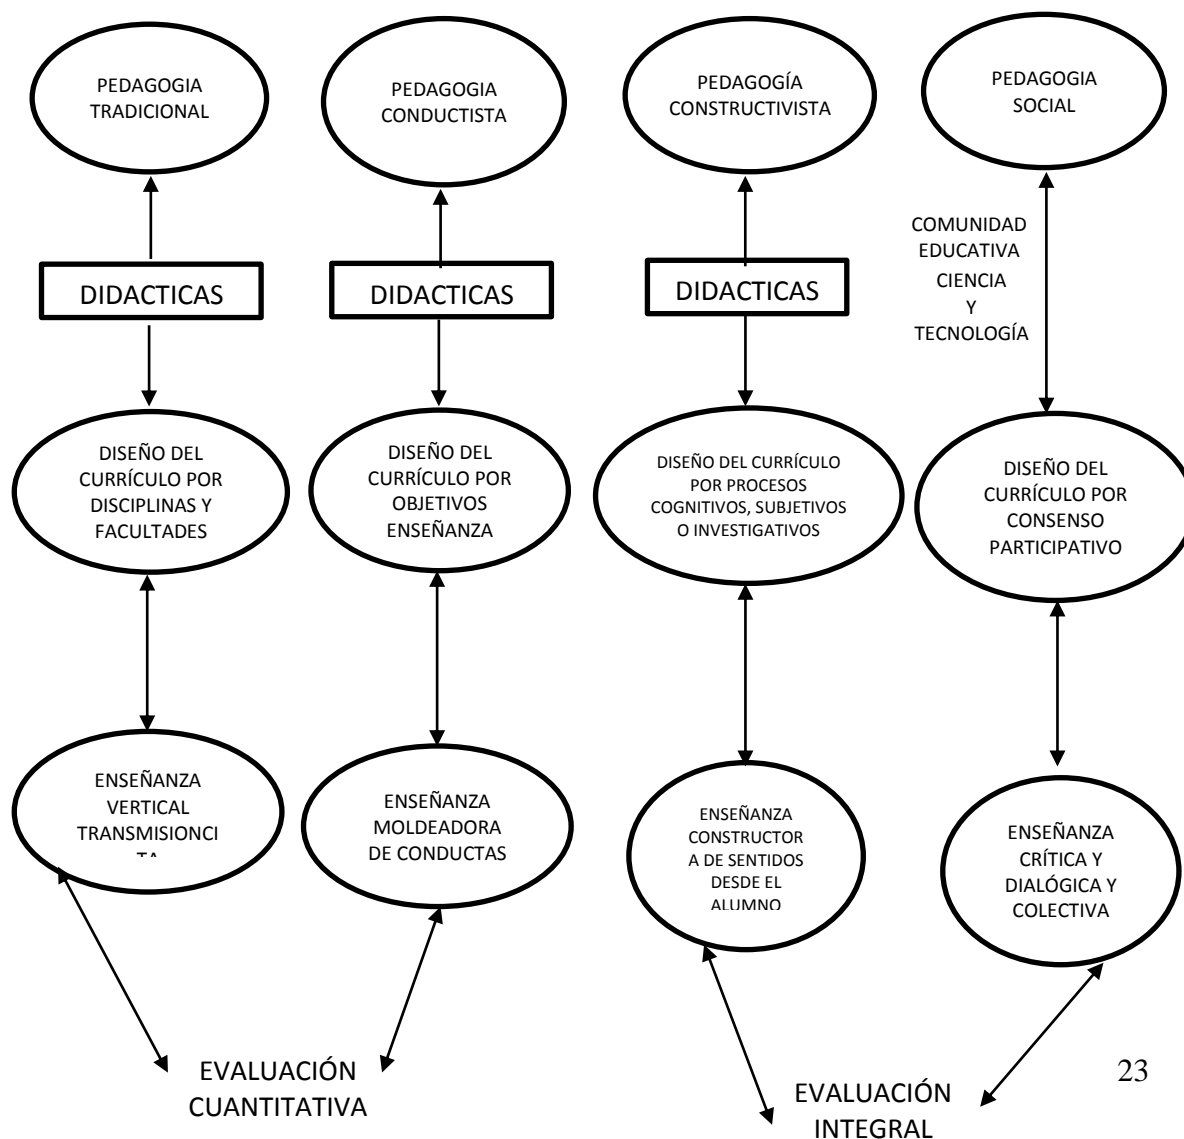 PEDAGOGIA
TRADICIONAL
PEDAGOGIA
CONDUCTISTA
PEDAGOGÍA
CONSTRUCTIVISTA
PEDAGOGIA
SOCIAL
COMUNIDAD
EDUCATIVA
CIENCIA
Y
TECNOLOGÍA
DIDACTICAS
DIDACTICAS
DIDACTICAS
DISEÑO DEL
CURRÍCULO POR
DISCIPLINAS Y
FACULTADES
DISEÑO DEL
CURRÍCULO POR
OBJETIVOS
ENSEÑANZA
DISEÑO DEL CURRÍCULO
POR PROCESOS
COGNITIVOS, SUBJETIVOS
O INVESTIGATIVOS
DISEÑO DEL
CURRÍCULO POR
CONSENSO
PARTICIPATIVO
ENSEÑANZA
VERTICAL
TRANSMISIONCI
TA
ENSEÑANZA
MOLDEADORA
DE CONDUCTAS
ENSEÑANZA
CONSTRUCTOR
A DE SENTIDOS
DESDE EL
ALUMNO
ENSEÑANZA
CRÍTICA Y
DIALÓGICA Y
COLECTIVA
EVALUACIÓN
CUANTITATIVA
EVALUACIÓN
INTEGRAL
23